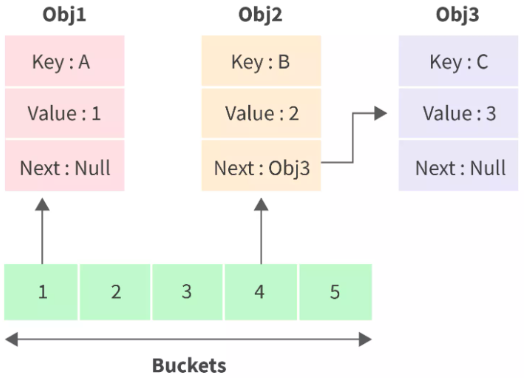 Obj1 Obj2 Obj3
Key : A Key : B Key : C
Value : 1 Value : 2 Value : 3
Next : Null Next : Obj3 Next : Null
1 2 3 4 5
Buckets